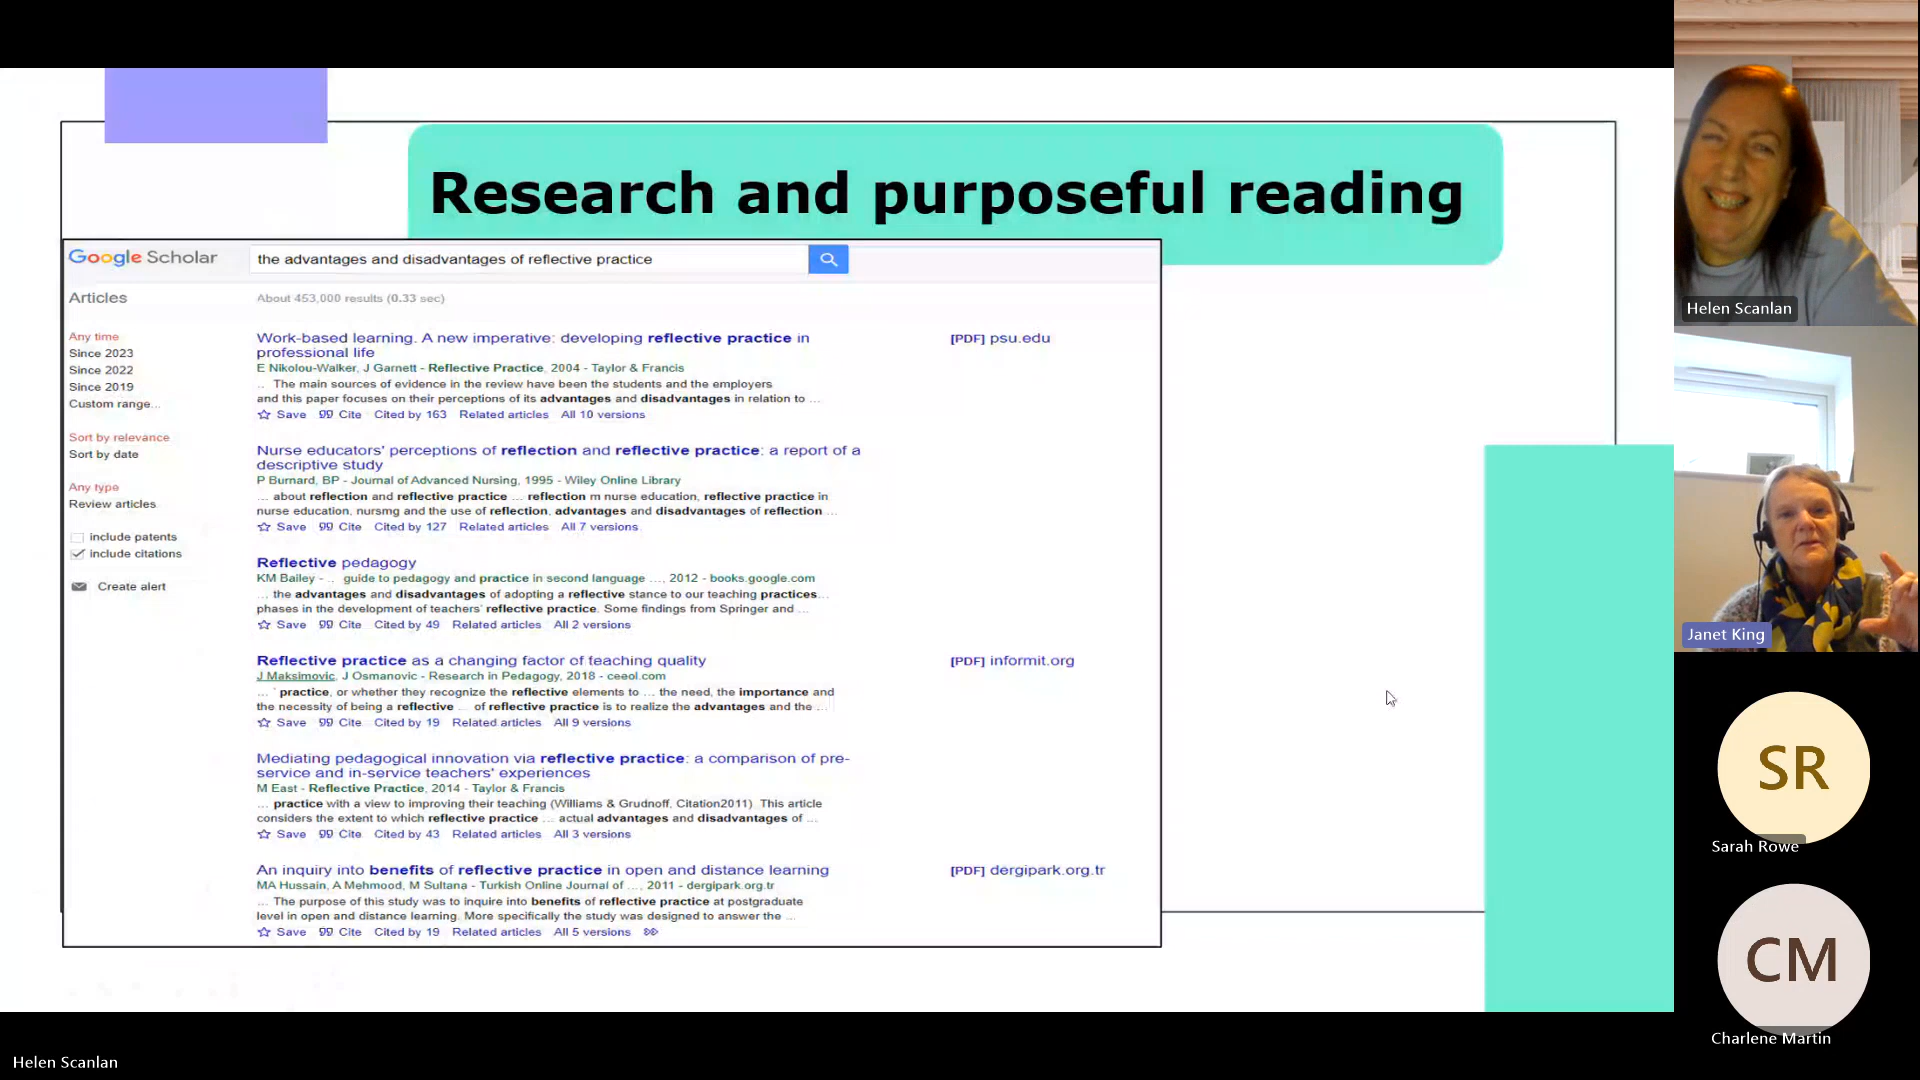 Research and purposeful reading
Google Scholar
the advantages and disadvantages of reflective practice
Articles
About 453,000 results (0.33 sec)
Any time
Since 2023
Since 2022
Since 2019
Custom range...
Sort by relevance
Sort by date
Any type
Review articles
include patents
include citations
Create alert
Work-based learning. A new imperative: developing reflective practice in
professional life
[PDF] psu.edu
E Nikolou-Walker, J Garnett - Reflective Practice, 2004 - Taylor & Francis
.. The main sources of evidence in the review have been the students and the employers
and this paper focuses on their perceptions of its advantages and disadvantages in relation to ...
Save Cite Cited by 163 Related articles All 10 versions
Nurse educators' perceptions of reflection and reflective practice: a report of a
descriptive study
P Burnard, BP - Journal of Advanced Nursing, 1995 - Wiley Online Library
... about reflection and reflective practice ... reflection m nurse education, reflective practice in
nurse education, nursmg and the use of reflection, advantages and disadvantages of reflection ...
Save Cite Cited by 127 Related articles All 7 versions
Reflective pedagogy
KM Bailey - .. guide to pedagogy and practice in second language ..., 2012 - books.google.com
... the advantages and disadvantages of adopting a reflective stance to our teaching practices...
phases in the development of teachers' reflective practice. Some findings from Springer and ...
Save Cite Cited by 49 Related articles All 2 versions
Reflective practice as a changing factor of teaching quality
[PDF] informit.org
J Maksimovic, J Osmanovic - Research in Pedagogy, 2018 - ceeol.com
... ' practice, or whether they recognize the reflective elements to ... the need, the importance and
the necessity of being a reflective ... of reflective practice is to realize the advantages and the ...
Save Cite Cited by 19 Related articles All 9 versions
Mediating pedagogical innovation via reflective practice: a comparison of pre-
service and in-service teachers' experiences
M East - Reflective Practice, 2014 - Taylor & Francis
... practice with a view to improving their teaching (Williams & Grudnoff, Citation2011). This article
considers the extent to which reflective practice ... actual advantages and disadvantages of ...
Save Cite Cited by 43 Related articles All 3 versions
An inquiry into benefits of reflective practice in open and distance learning
[PDF] dergipark.org.tr
MA Hussain, A Mehmood, M Sultana - Turkish Online Journal of ..., 2011 - dergipark.org.tr
... The purpose of this study was to inquire into benefits of reflective practice at postgraduate
level in open and distance learning. More specifically the study was designed to answer the ...
Save Cite Cited by 19 Related articles All 5 versions
Helen Scanlan
Janet King
SR
Sarah Rowe
CM
Charlene Martin
Helen Scanlan